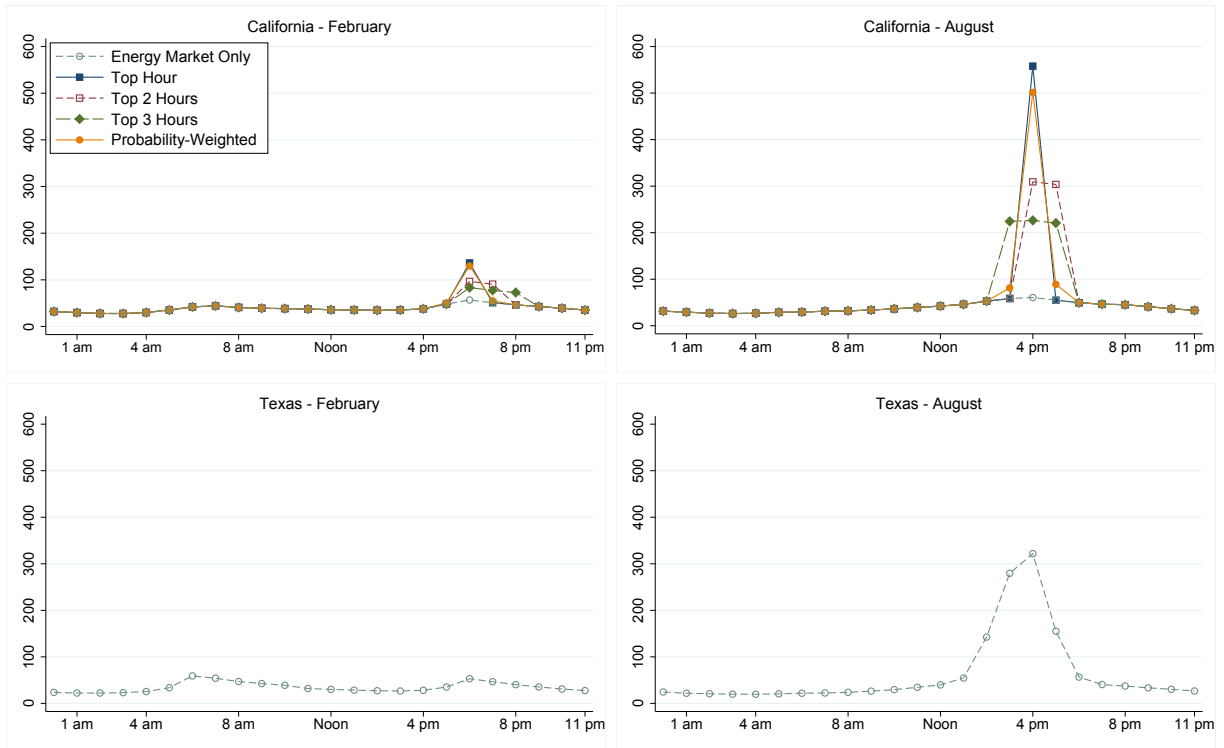 California - February
600
500
400
300
200
100
0
Energy Market Only
Top Hour
Top 2 Hours
Top 3 Hours
Probability-Weighted
1 am 4 am 8 am Noon 4 pm 8 pm 11 pm
California - August
600
500
400
300
200
100
0
1 am 4 am 8 am Noon 4 pm 8 pm 11 pm
Texas - February
600
500
400
300
200
100
0
1 am 4 am 8 am Noon 4 pm 8 pm 11 pm
Texas - August
600
500
400
300
200
100
0
1 am 4 am 8 am Noon 4 pm 8 pm 11 pm